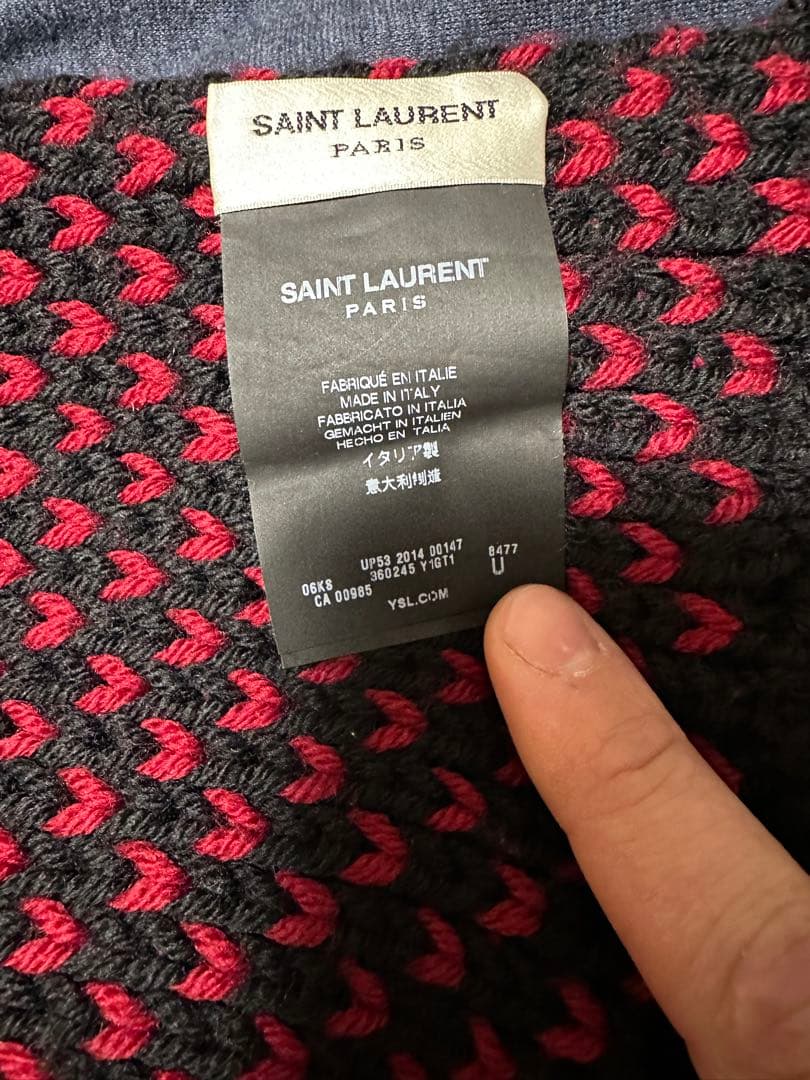 SAINT LAURENT
PARIS
SAINT LAURENT
PARIS
FABRIQUÉ EN ITALIE
MADE IN ITALY
FABBRICATO IN ITALIA
GEMACHT IN ITALIEN
HECHO EN ITALIA
イタリア製
意大利制造
UP53 2014 00147 8477
06K8 360245 Y1GT1 U
CA 00985 YSL.COM